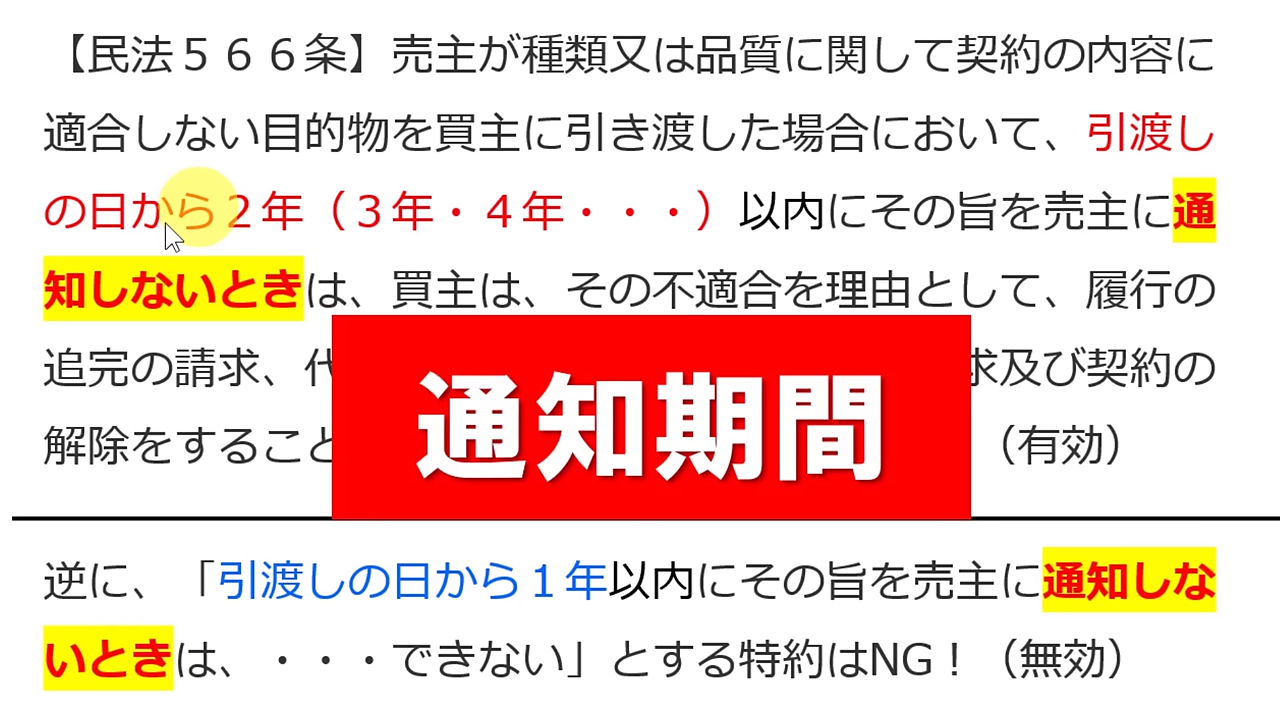 【民法５６６条】売主が種類又は品質に関して契約の内容に
適合しない目的物を買主に引き渡した場合において、引渡し
の日から２年（３年・４年・・・）以内にその旨を売主に通
知しないときは、買主は、その不適合を理由として、履行の
追完の請求、代
求及び契約の
解除をすること
（有効）
通知期間
逆に、「引渡しの日から１年以内にその旨を売主に通知しな
いときは、・・・できない」とする特約はNG！（無効）